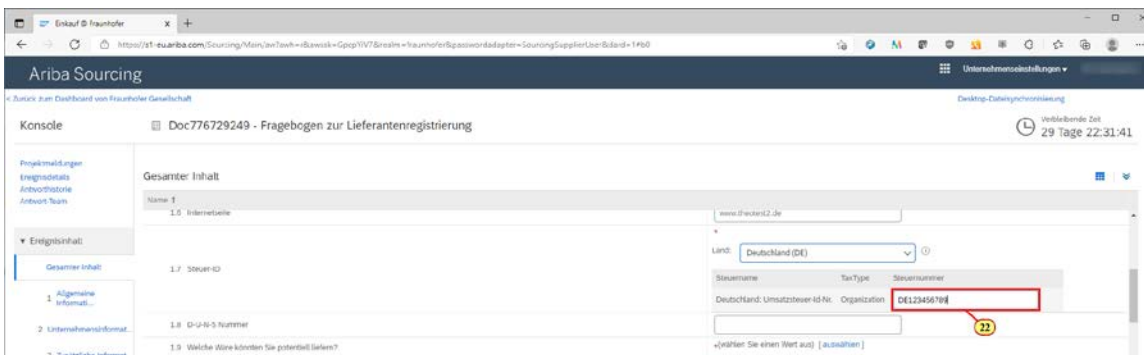 Einkauf @ Fraunhofer
Ariba Sourcing
Unternehmenseinstellungen
< Zurück zum Dashboard von Fraunhofer Gesellschaft
Desktop-Dateisynchronisierung
Konsole
Doc776729249 - Fragebogen zur Lieferantenregistrierung
Verbleibende Zeit
29 Tage 22:31:41
Projektmeldungen
Ereignisdetails
Antworthistorie
Antwort-Team
Gesamter Inhalt
Name ↑
1.6 Internetseite
www.theotest2.de
Ereignisinhalt
*
Land: Deutschland (DE)
Gesamter Inhalt
1.7 Steuer-ID
Steuername TaxType Steuernummer
1 Allgemeine Informati...
Deutschland: Umsatzsteuer-Id-Nr. Organization DE123456789
22
2 Unternehmensinformat...
1.8 D-U-N-S Nummer
1.9 Welche Ware könnten Sie potentiell liefern?
(wählen Sie einen Wert aus) [ auswählen ]